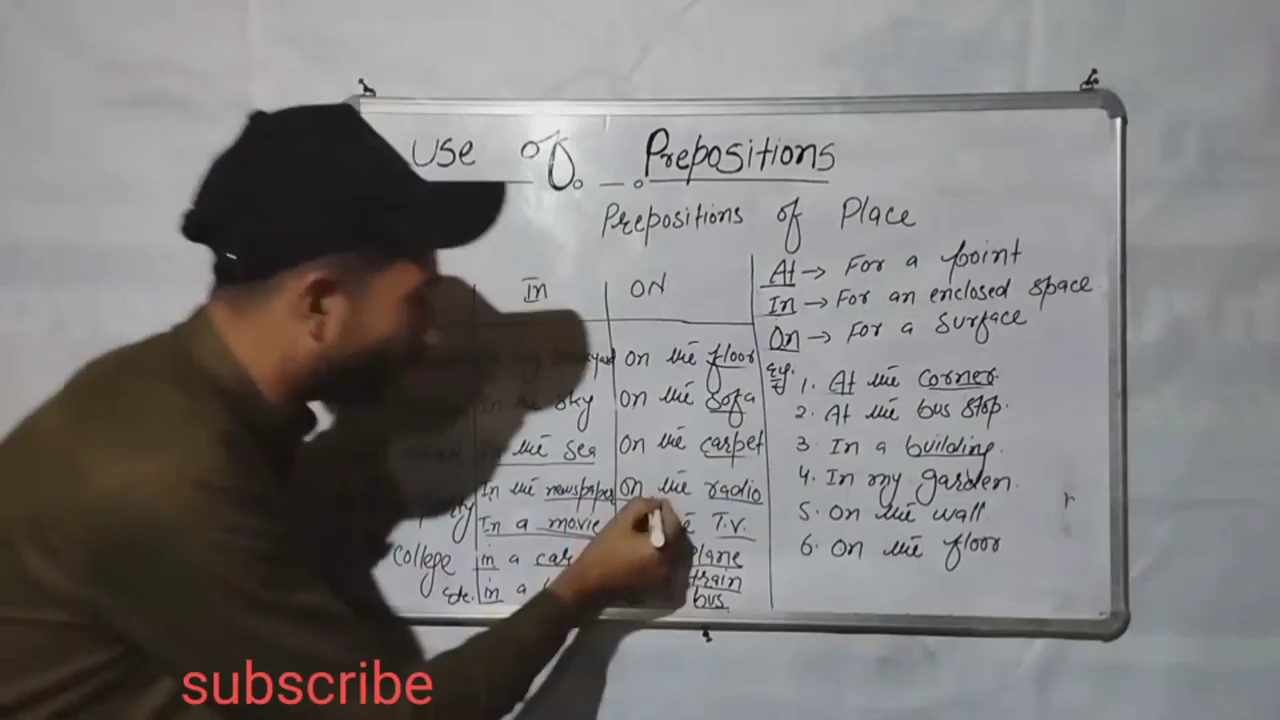 Use of Prepositions
Prepositions of Place
In
in the sky
in the sea
In the newspaper
In a movie
College in a car
etc. in a
ON
on the floor
on the sofa
on the carpet
on the radio
T.V.
plane
train
bus
At → For a point
In → For an enclosed space
On → For a surface
Eg.
1. At the corner.
2. At the bus stop.
3. In a building.
4. In my garden.
5. On the wall
6. On the floor
subscribe